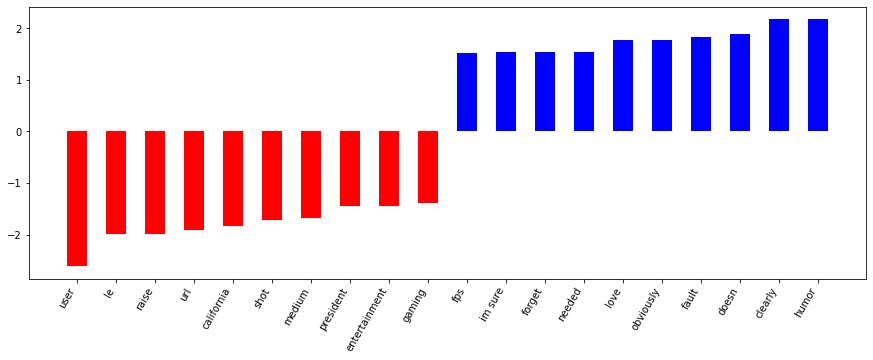 2
1
0
−1
−2
user
le
raise
url
california
shot
medium
president
entertainment
gaming
fps
im sure
forget
needed
love
obviously
fault
doesn
clearly
humor